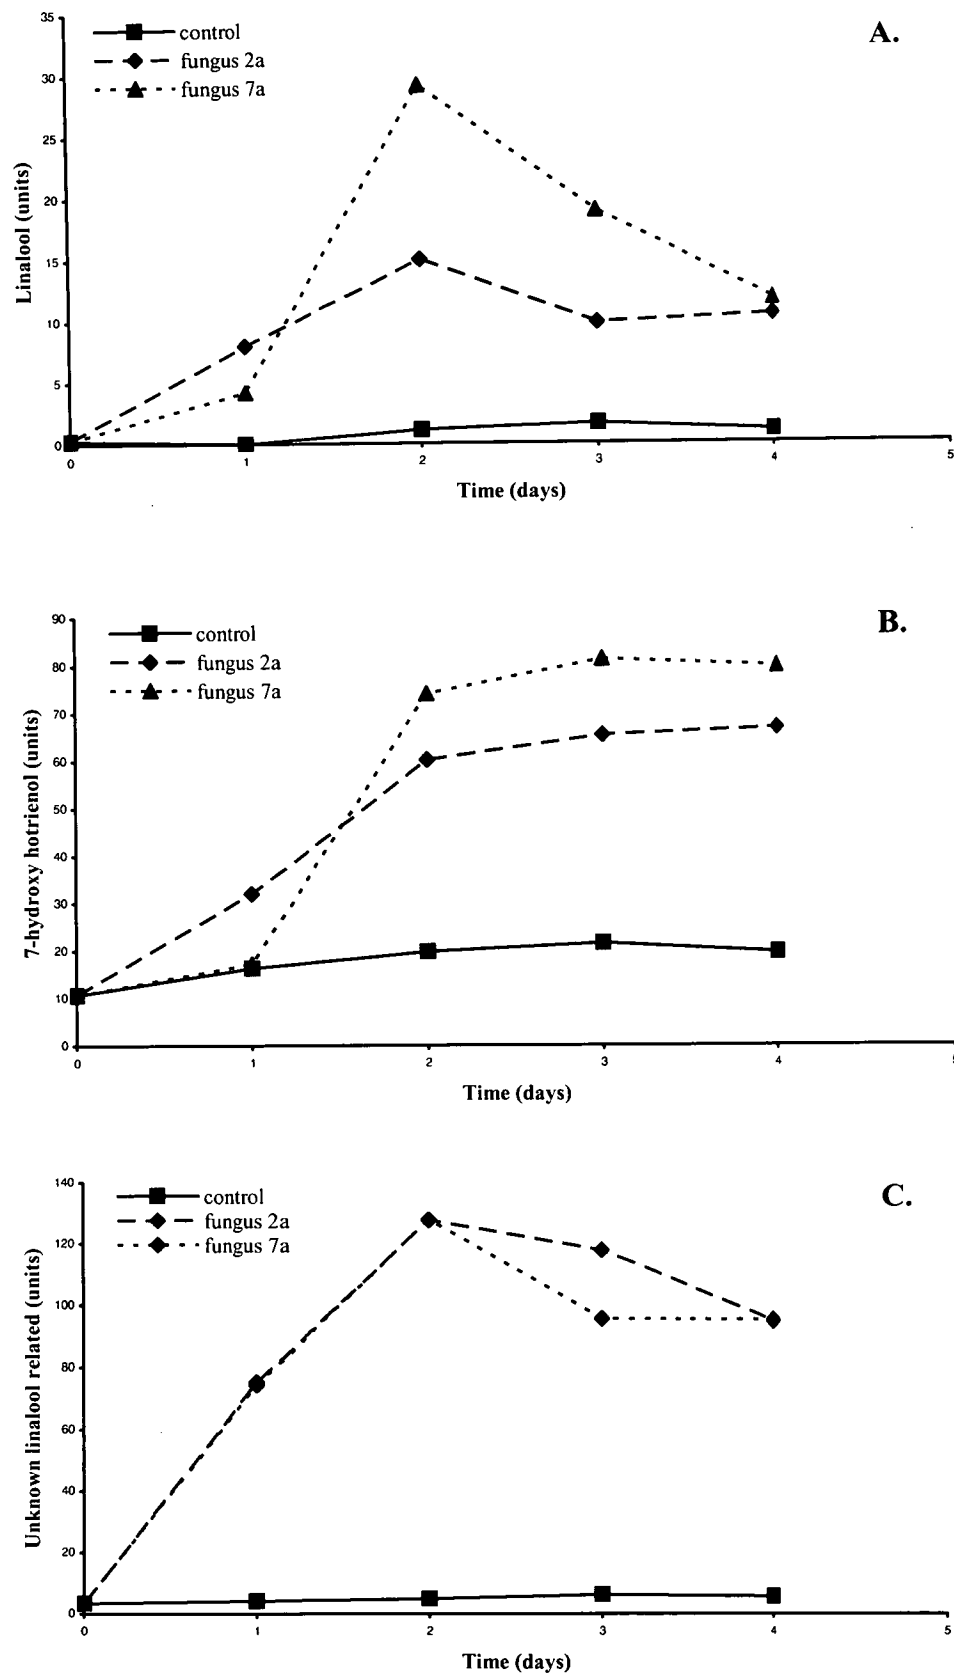 A.
35
control
fungus 2a
fungus 7a
30
25
20
15
10
5
0
Linalool (units)
0 1 2 3 4 5
Time (days)
B.
90
control
fungus 2a
fungus 7a
80
70
60
50
40
30
20
10
0
7-hydroxy hotrienol (units)
0 1 2 3 4
Time (days)
C.
140
control
fungus 2a
fungus 7a
120
100
80
60
40
20
0
Unknown linalool related (units)
0 1 2 3 4 5
Time (days)